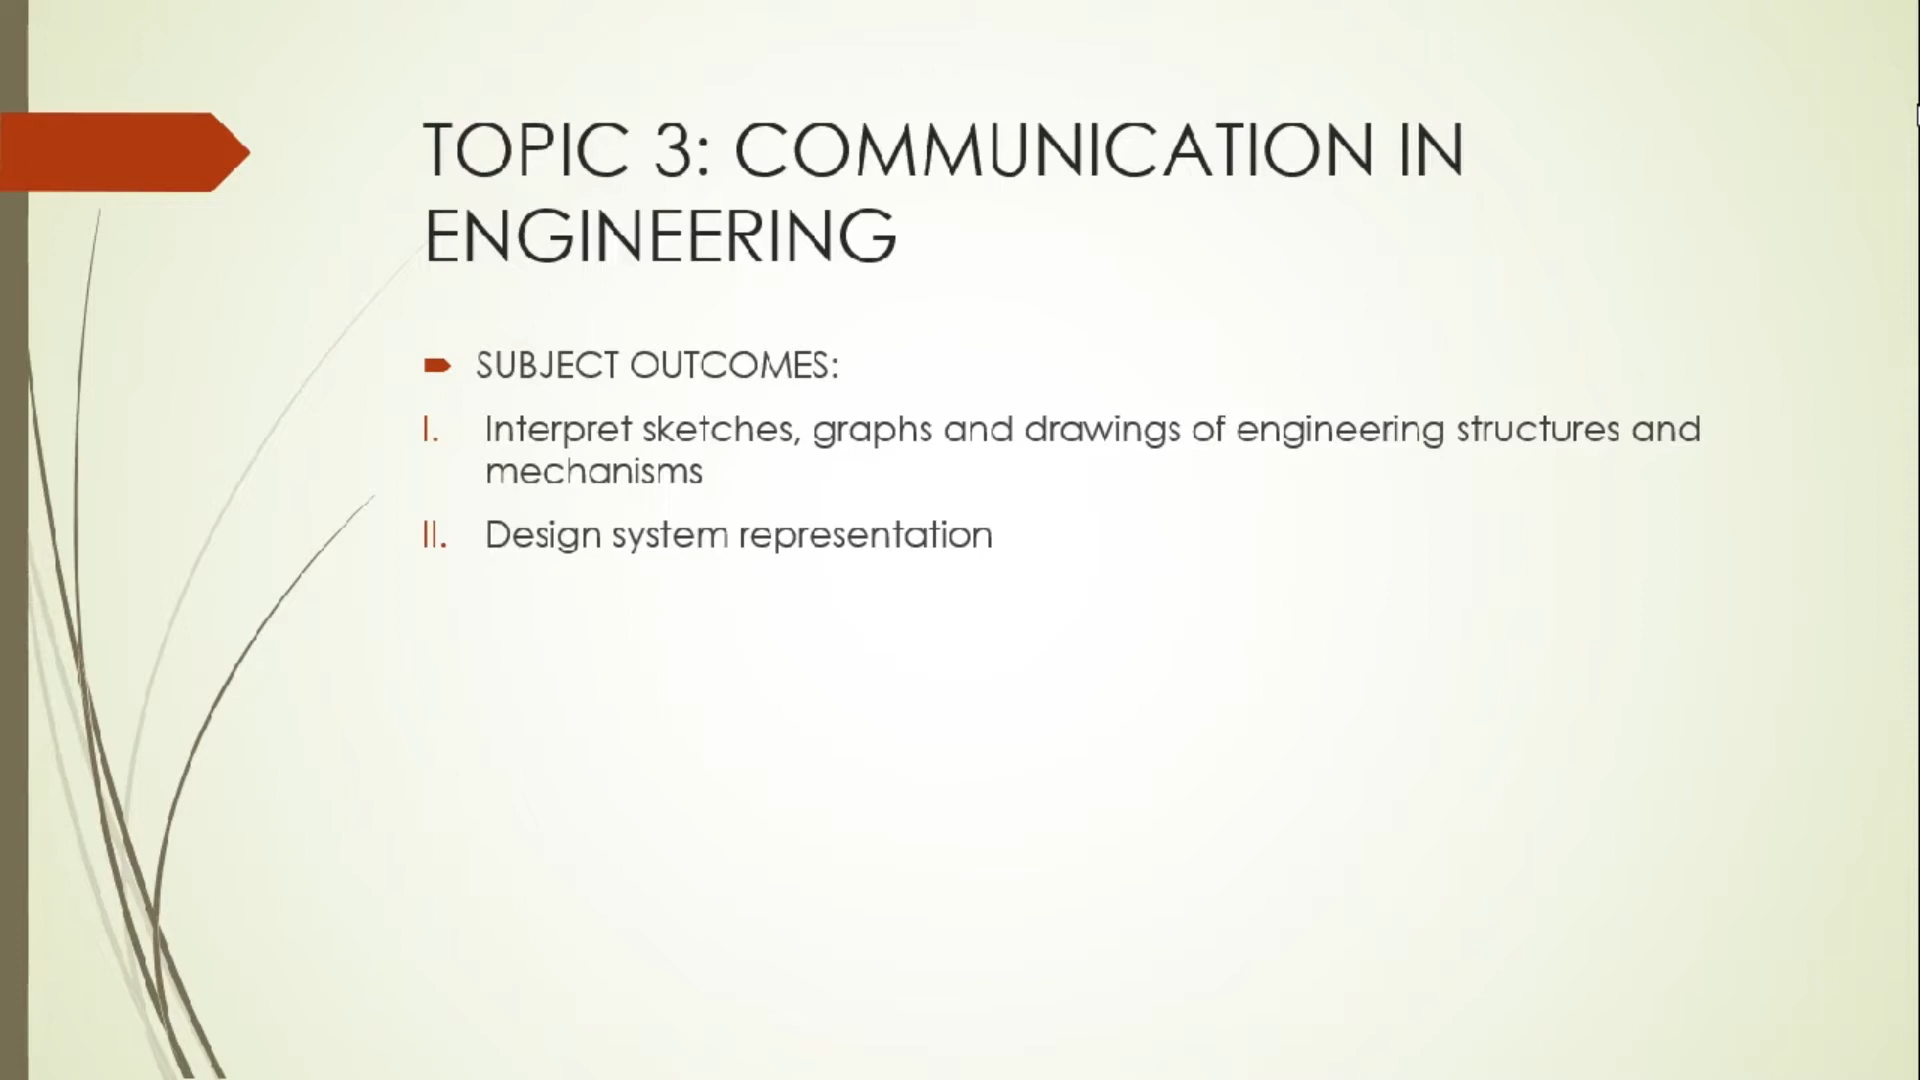 TOPIC 3: COMMUNICATION IN
ENGINEERING
SUBJECT OUTCOMES:
I. Interpret sketches, graphs and drawings of engineering structures and
mechanisms
II. Design system representation